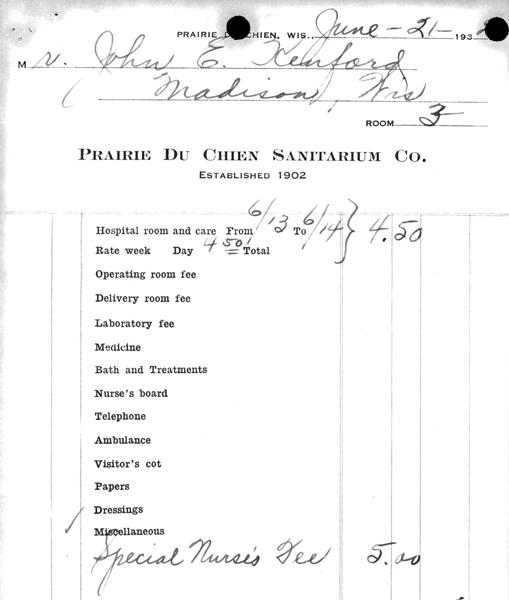 PRAIRIE DU CHIEN, WIS., June-21- 193
Mr. John E. Kenford
Madison, Wis
ROOM 3
PRAIRIE DU CHIEN SANITARIUM CO.
ESTABLISHED 1902
Hospital room and care From 6/13 To 6/14 } 4.50
Rate week Day 4 50 Total
Operating room fee
Delivery room fee
Laboratory fee
Medicine
Bath and Treatments
Nurse's board
Telephone
Ambulance
Visitor's cot
Papers
Dressings
Miscellaneous
Special Nurse's Fee 5.00